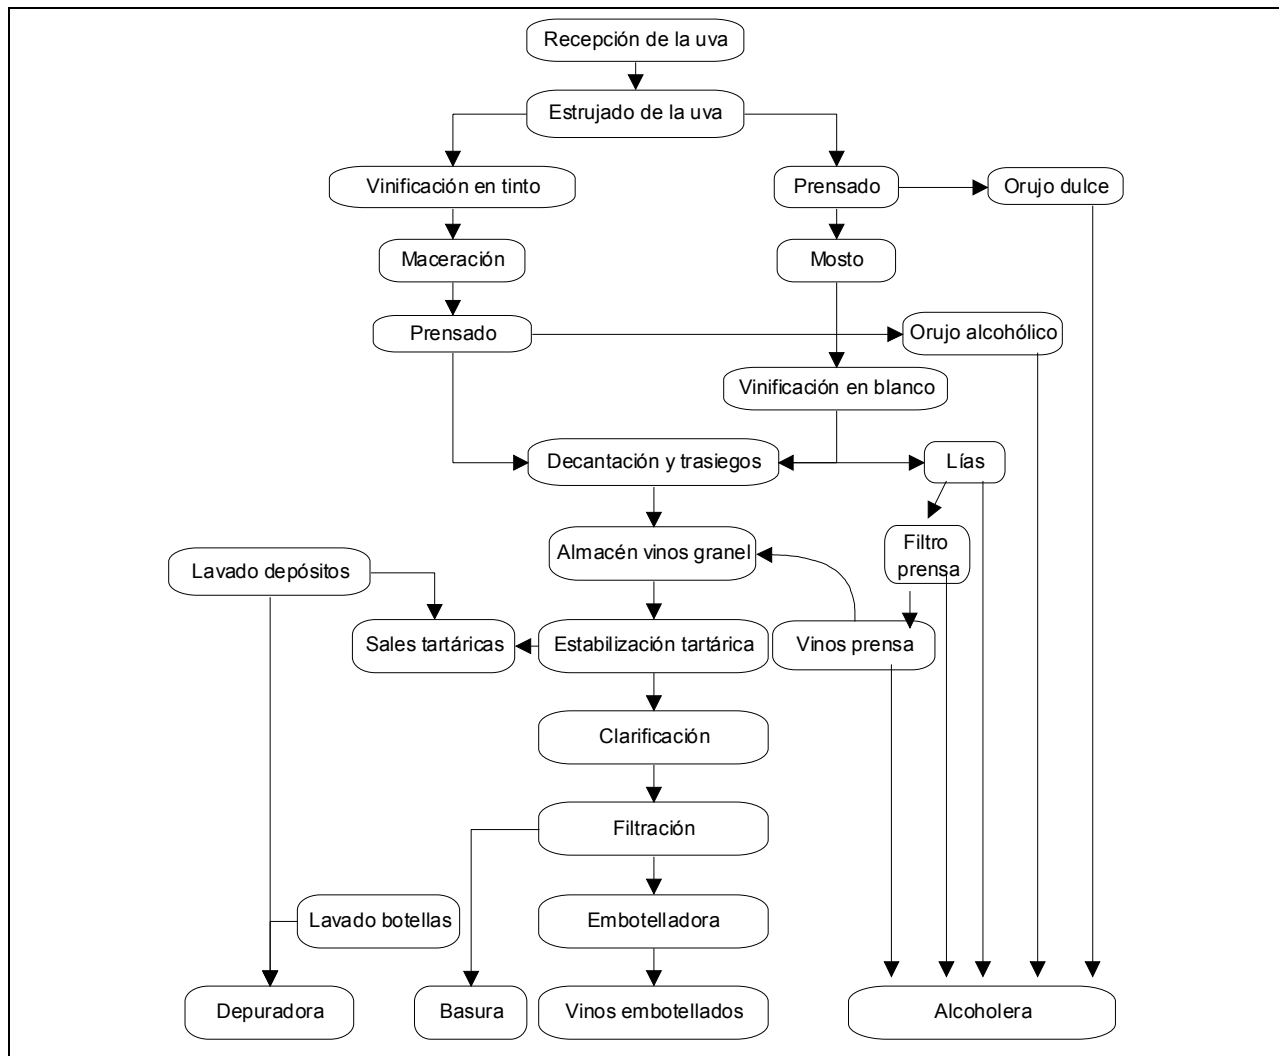 Recepción de la uva
Estrujado de la uva
Vinificación en tinto
Prensado
Orujo dulce
Maceración
Mosto
Prensado
Orujo alcohólico
Vinificación en blanco
Decantación y trasiegos
Lías
Almacén vinos granel
Filtro
prensa
Lavado depósitos
Sales tartáricas
Estabilización tartárica
Vinos prensa
Clarificación
Filtración
Lavado botellas
Embotelladora
Depuradora
Basura
Vinos embotellados
Alcoholera